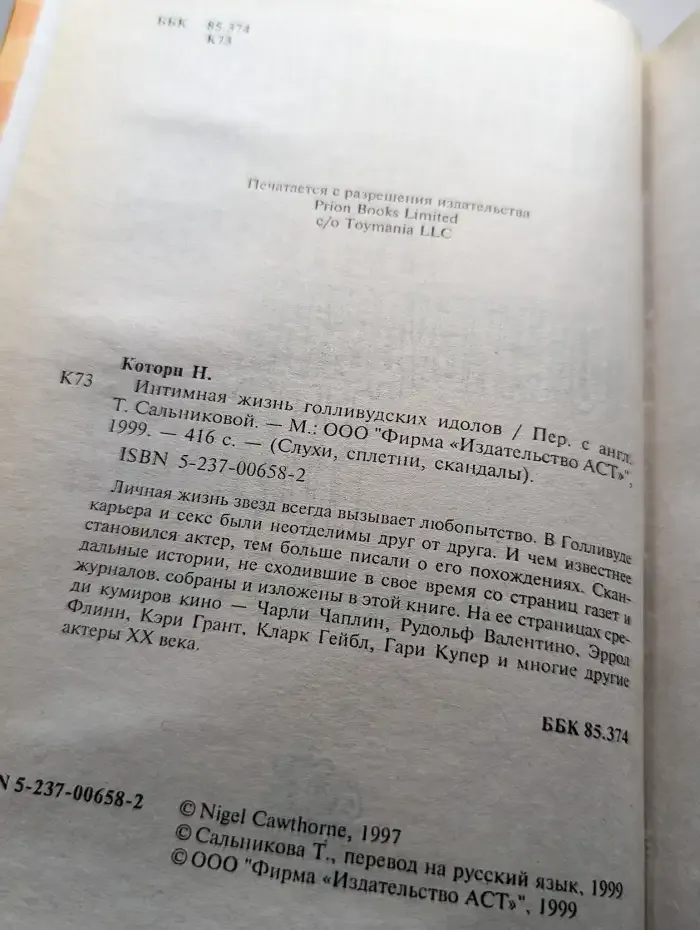 ББК 85.374
К73
Печатается с разрешения издательства
Prion Books Limited
c/o Toymania LLC
Которн Н.
К73 Интимная жизнь голливудских идолов / Пер. с англ.
Т. Сальниковой. — М.: ООО "Фирма «Издательство АСТ»",
1999. — 416 с. — (Слухи, сплетни, скандалы).
ISBN 5-237-00658-2
Личная жизнь звезд всегда вызывает любопытство. В Голливуде
карьера и секс были неотделимы друг от друга. И чем известнее
становился актер, тем больше писали о его похождениях. Скан-
дальные истории, не сходившие в свое время со страниц газет и
журналов, собраны и изложены в этой книге. На ее страницах сре-
ди кумиров кино — Чарли Чаплин, Рудольф Валентино, Эррол
Флинн, Кэри Грант, Кларк Гейбл, Гари Купер и многие другие
актеры XX века.
ББК 85.374
N 5-237-00658-2
© Nigel Cawthorne, 1997
© Сальникова Т., перевод на русский язык, 1999
© ООО "Фирма «Издательство АСТ»", 1999